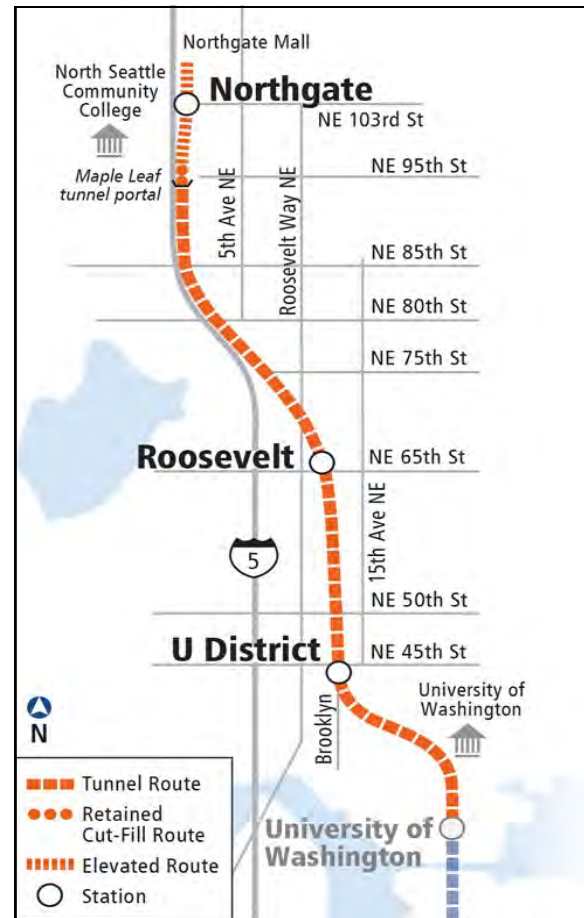 Northgate Mall
North Seattle
Community
College
Northgate
NE 103rd St
Maple Leaf
tunnel portal
5th Ave NE
Roosevelt Way NE
NE 95th St
NE 85th St
NE 80th St
NE 75th St
Roosevelt
NE 65th St
15th Ave NE
5
NE 50th St
U District
NE 45th St
Brooklyn
University of
Washington
N
Tunnel Route
Retained
Cut-Fill Route
Elevated Route
Station
University of
Washington